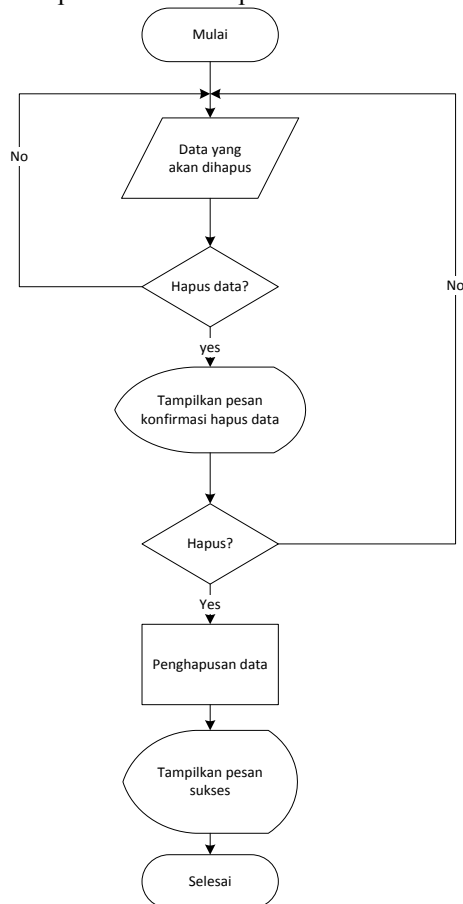 Mulai
Data yang
akan dihapus
No
Hapus data?
No
yes
Tampilkan pesan
konfirmasi hapus data
Hapus?
Yes
Penghapusan data
Tampilkan pesan
sukses
Selesai